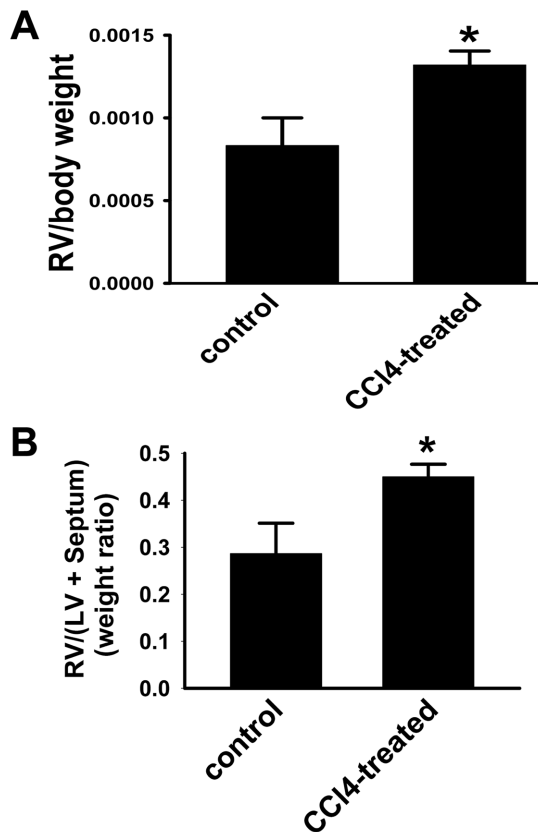 A
RV/body weight
0.0015
0.0010
0.0005
0.0000
*
control
CCl4-treated
B
RV/(LV + Septum)
(weight ratio)
0.5
0.4
0.3
0.2
0.1
0.0
*
control
CCl4-treated